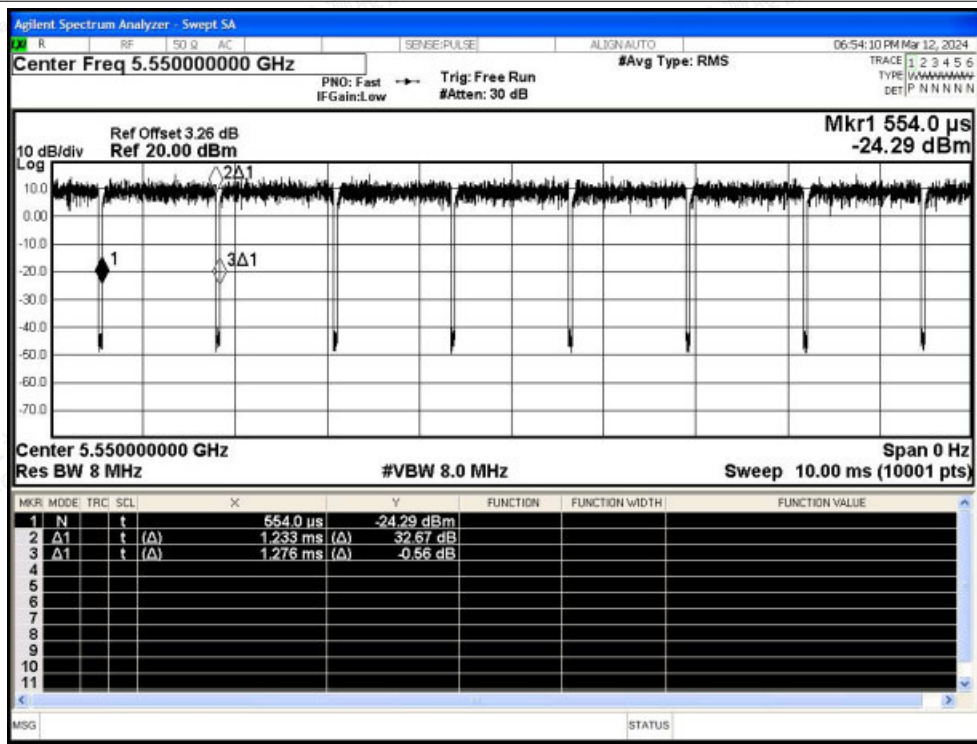 Agilent Spectrum Analyzer - Swept SA
R RF 50 Ω AC SENSE:PULSE ALIGNAUTO 06:54:10 PM Mar 12, 2024
Center Freq 5.550000000 GHz #Avg Type: RMS TRACE 1 2 3 4 5 6
PNO: Fast Trig: Free Run TYPE
IFGain:Low #Atten: 30 dB DET P N N N N N
Ref Offset 3.26 dB Mkr1 554.0 µs
10 dB/div Ref 20.00 dBm -24.29 dBm
Log
2Δ1
10.0
0.00
-10.0
1 3Δ1
-20.0
-30.0
-40.0
-50.0
-60.0
-70.0
Center 5.550000000 GHz Span 0 Hz
Res BW 8 MHz #VBW 8.0 MHz Sweep 10.00 ms (10001 pts)
MKR MODE TRC SCL X Y FUNCTION FUNCTION WIDTH FUNCTION VALUE
1 N t 554.0 µs -24.29 dBm
2 Δ1 t (Δ) 1.233 ms (Δ) 32.67 dB
3 Δ1 t (Δ) 1.276 ms (Δ) -0.56 dB
4
5
6
7
8
9
10
11
MSG STATUS